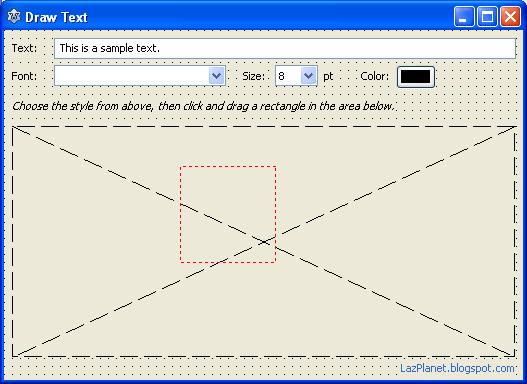 Draw Text
Text: This is a sample text.
Font: Size: 8 pt Color:
Choose the style from above, then click and drag a rectangle in the area below.
LazPlanet.blogspot.com